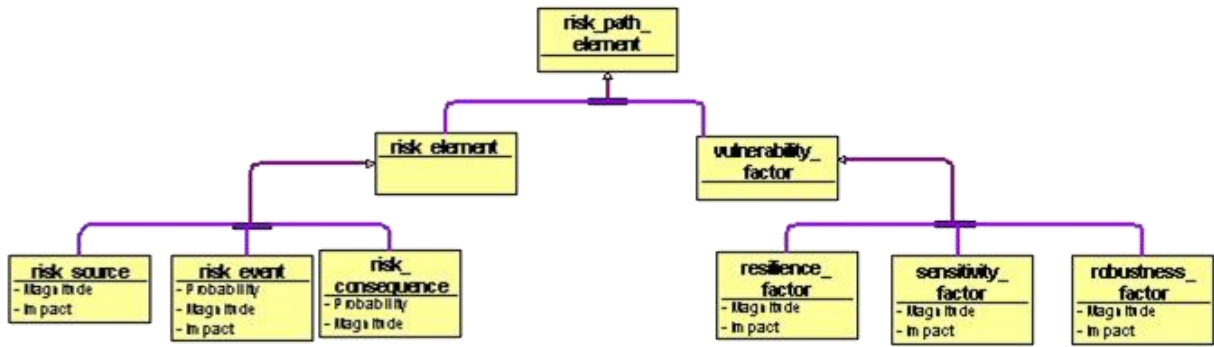 risk_path_
element
risk_element
vulnerability_
factor
risk_source
- Magnitude
- Impact
risk_event
- Probability
- Magnitude
- Impact
risk_
consequence
- Probability
- Magnitude
resilience_
factor
- Magnitude
- Impact
sensitivity_
factor
- Magnitude
- Impact
robustness_
factor
- Magnitude
- Impact